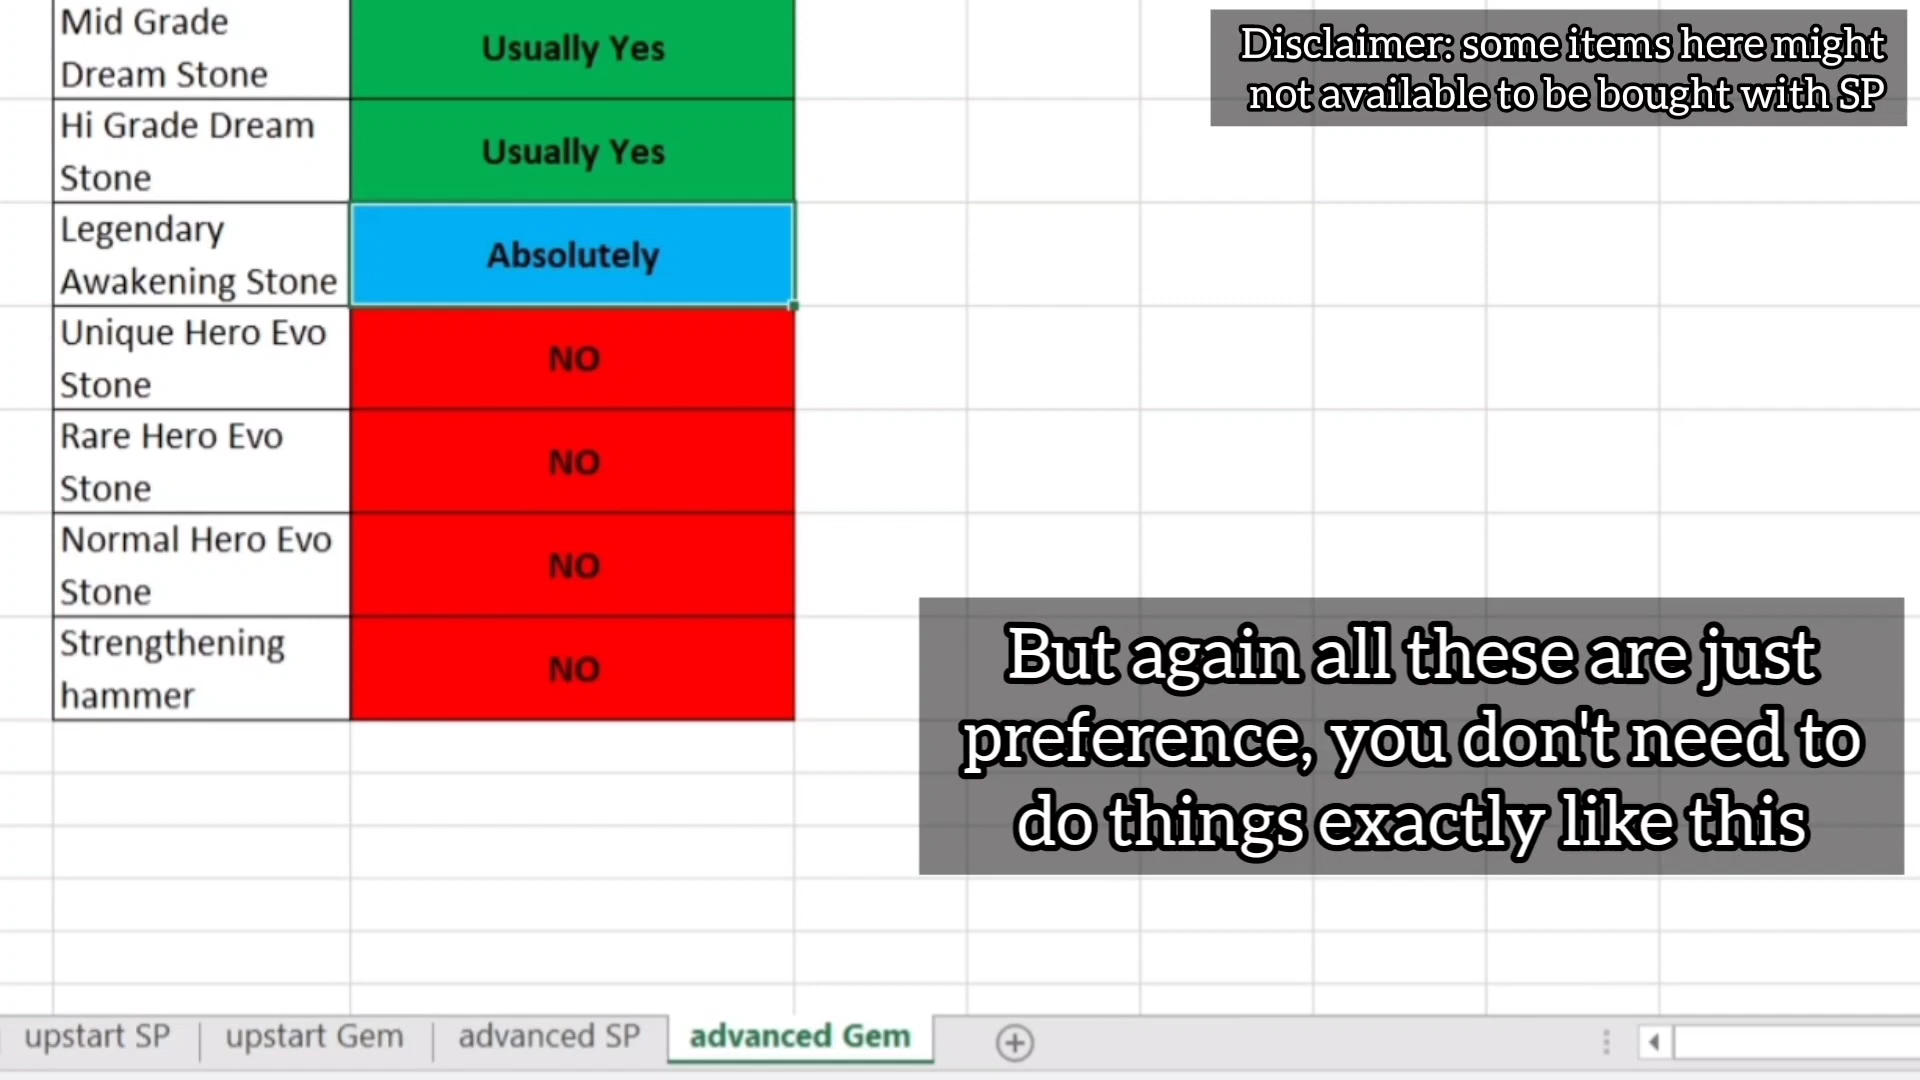 Mid Grade
Dream Stone
Usually Yes
Hi Grade Dream
Stone
Usually Yes
Legendary
Awakening Stone
Absolutely
Unique Hero Evo
Stone
NO
Rare Hero Evo
Stone
NO
Normal Hero Evo
Stone
NO
Strengthening
hammer
NO
Disclaimer: some items here might
not available to be bought with SP
But again all these are just
preference, you don't need to
do things exactly like this
upstart SP
upstart Gem
advanced SP
advanced Gem